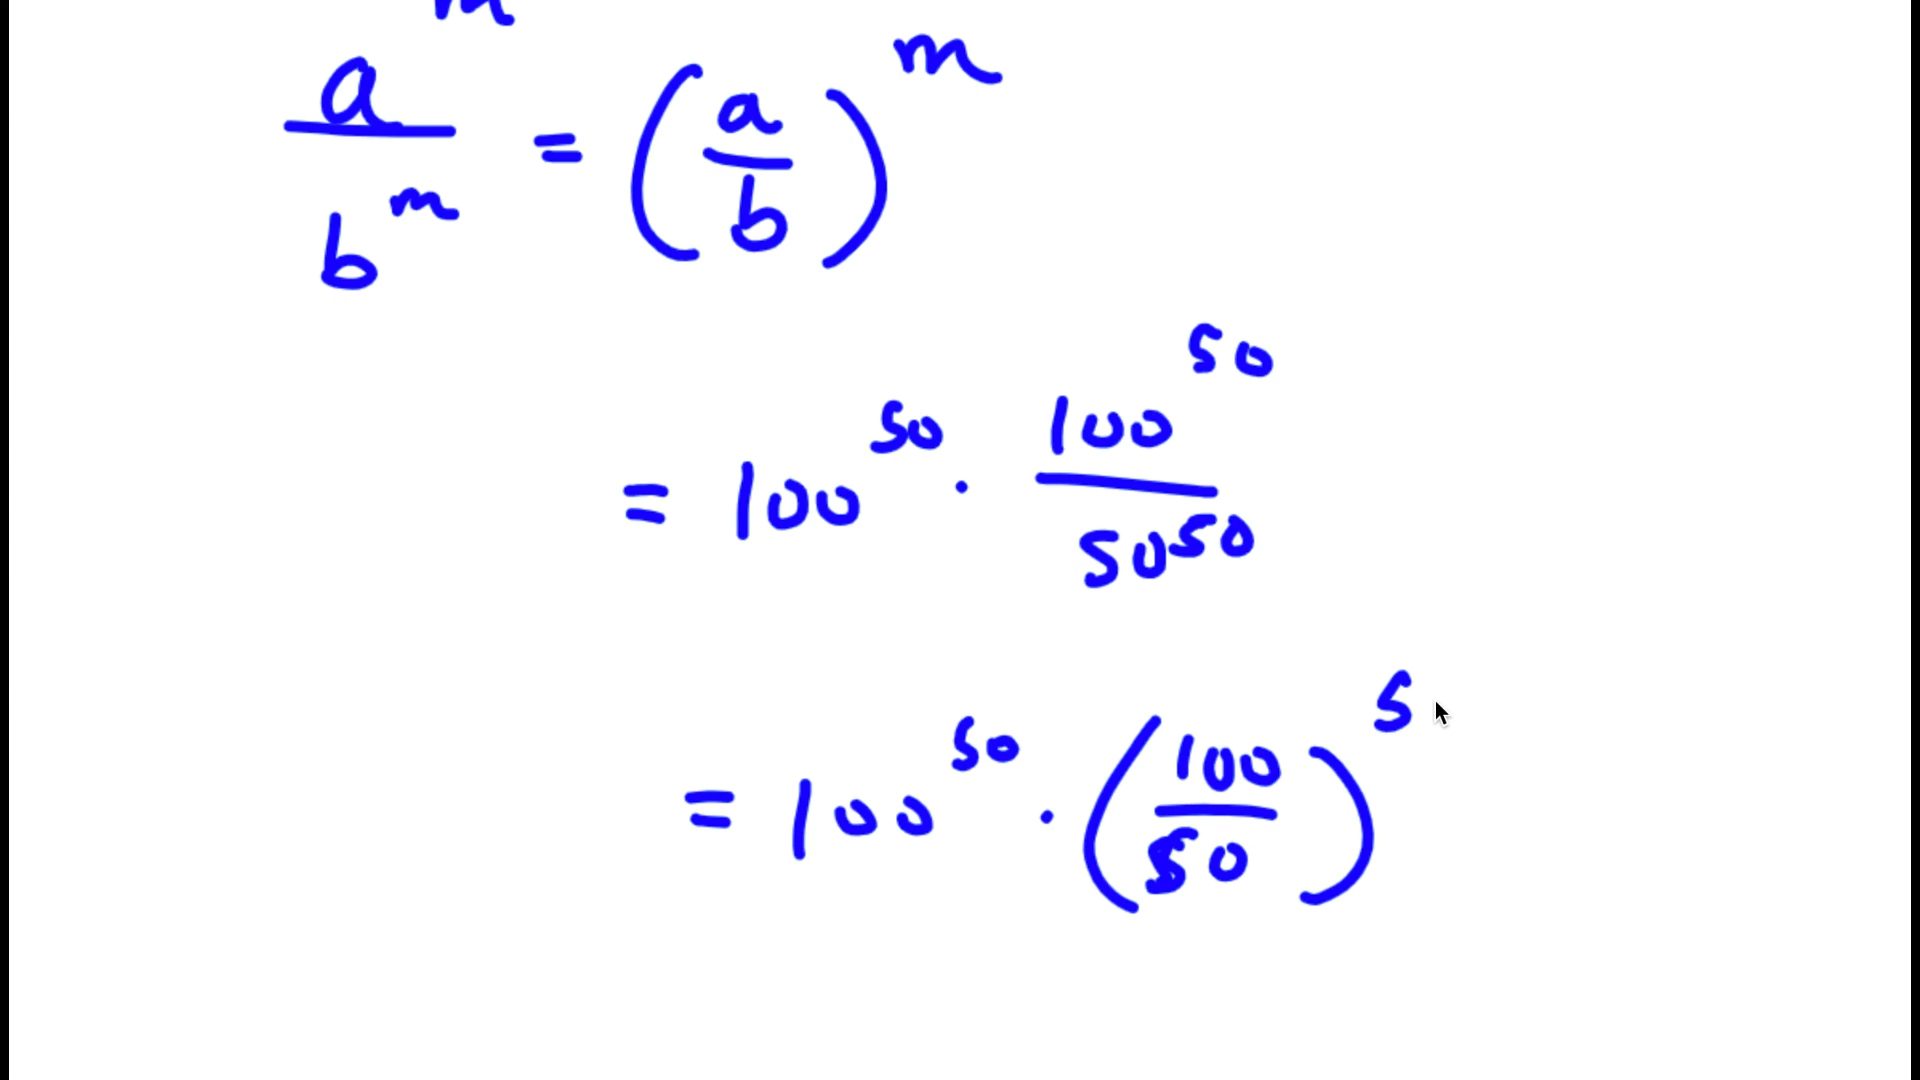 a^m / b^m = (a/b)^m
= 100^50 · 100^50 / 50^50
= 100^50 · (100/50)^5